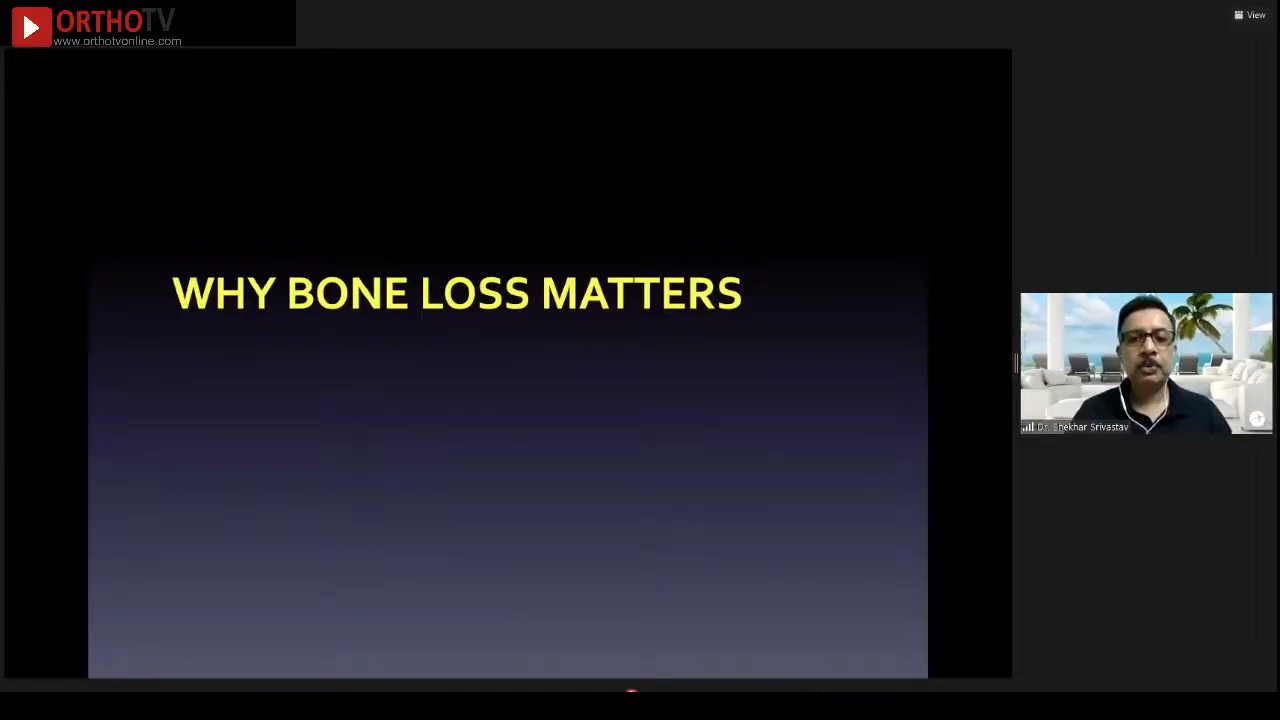 ORTHOTV
www.orthotvonline.com
View
WHY BONE LOSS MATTERS
Dr. Shekhar Srivastav